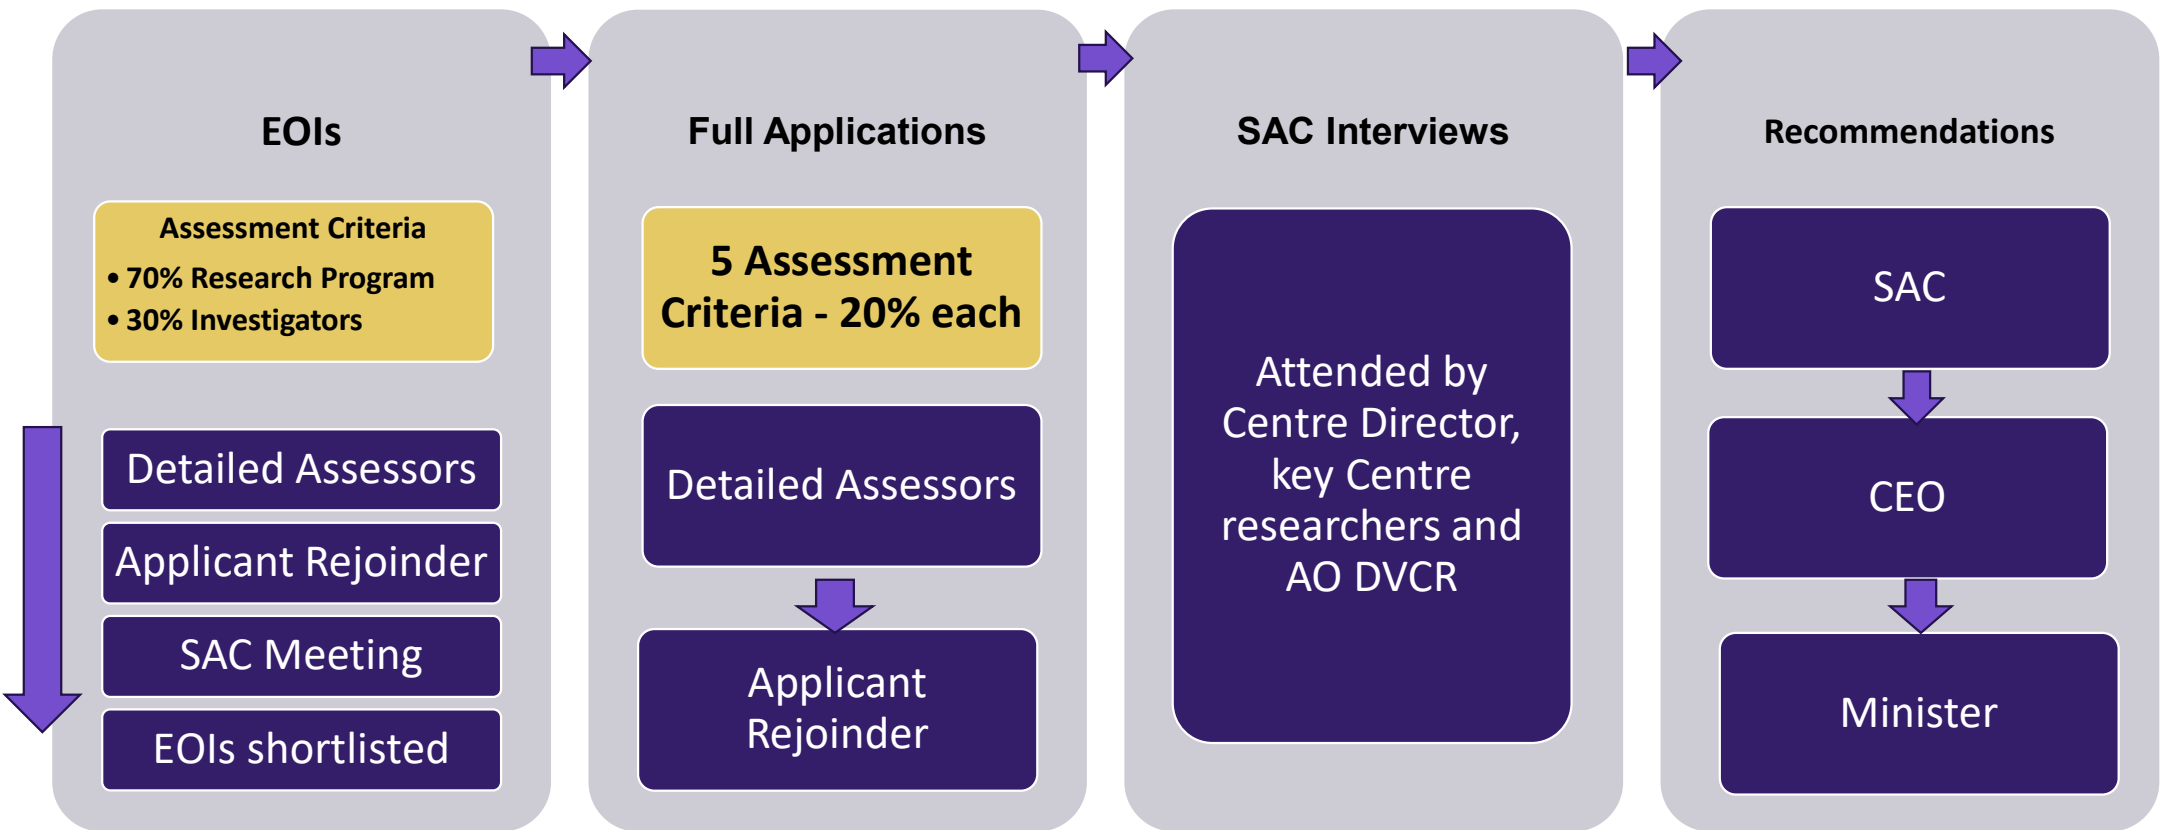 EOIs
Assessment Criteria
• 70% Research Program
• 30% Investigators
Detailed Assessors
Applicant Rejoinder
SAC Meeting
EOIs shortlisted
Full Applications
5 Assessment
Criteria - 20% each
Detailed Assessors
Applicant
Rejoinder
SAC Interviews
Attended by
Centre Director,
key Centre
researchers and
AO DVCR
Recommendations
SAC
CEO
Minister